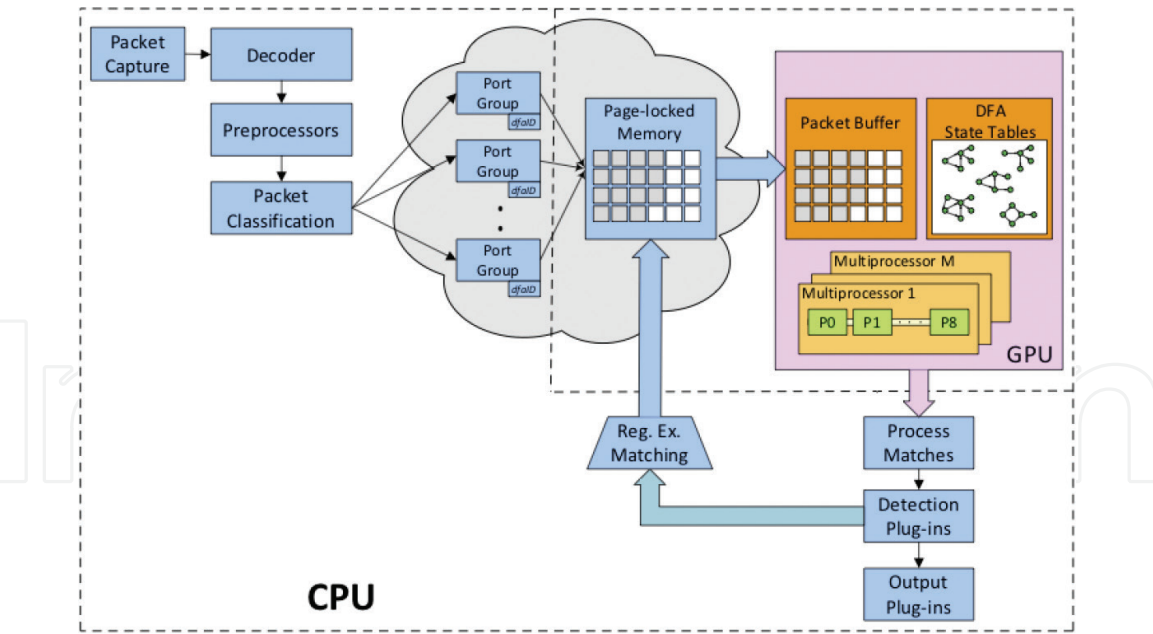 Packet
Capture
Decoder
Preprocessors
Packet
Classification
Port
Group
dfaID
Port
Group
dfaID
Port
Group
dfaID
Page-locked
Memory
Packet Buffer
DFA
State Tables
Multiprocessor M
Multiprocessor 1
P0
P1
P8
GPU
Reg. Ex.
Matching
Process
Matches
Detection
Plug-ins
Output
Plug-ins
CPU